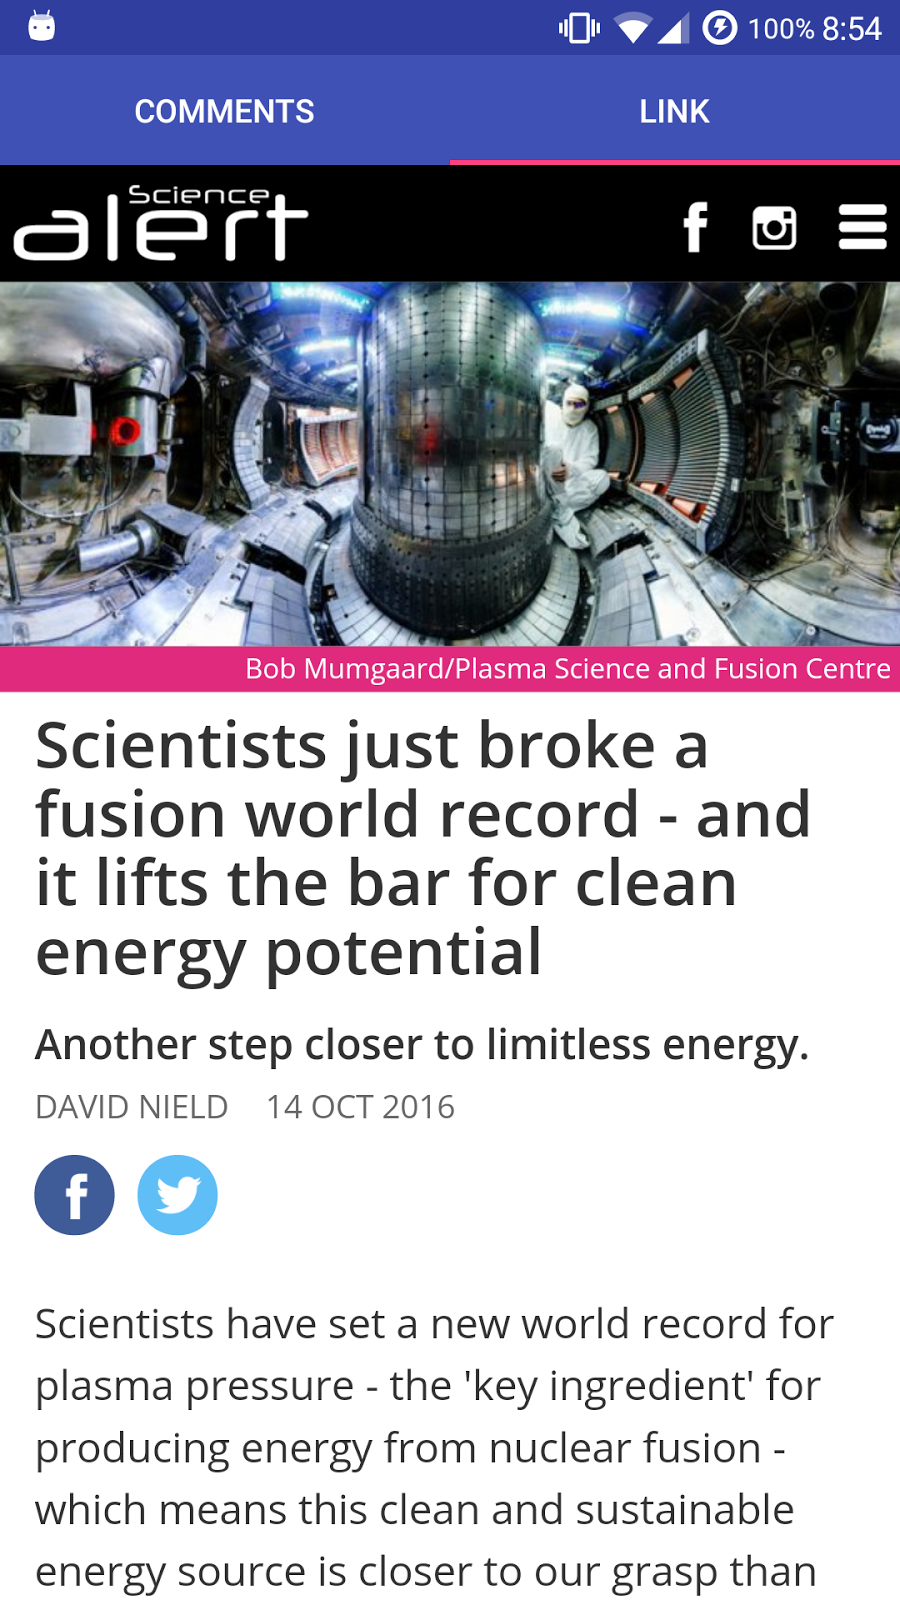 100% 8:54
COMMENTS LINK
Science
alert
Bob Mumgaard/Plasma Science and Fusion Centre
Scientists just broke a
fusion world record - and
it lifts the bar for clean
energy potential
Another step closer to limitless energy.
DAVID NIELD 14 OCT 2016
Scientists have set a new world record for
plasma pressure - the 'key ingredient' for
producing energy from nuclear fusion -
which means this clean and sustainable
energy source is closer to our grasp than